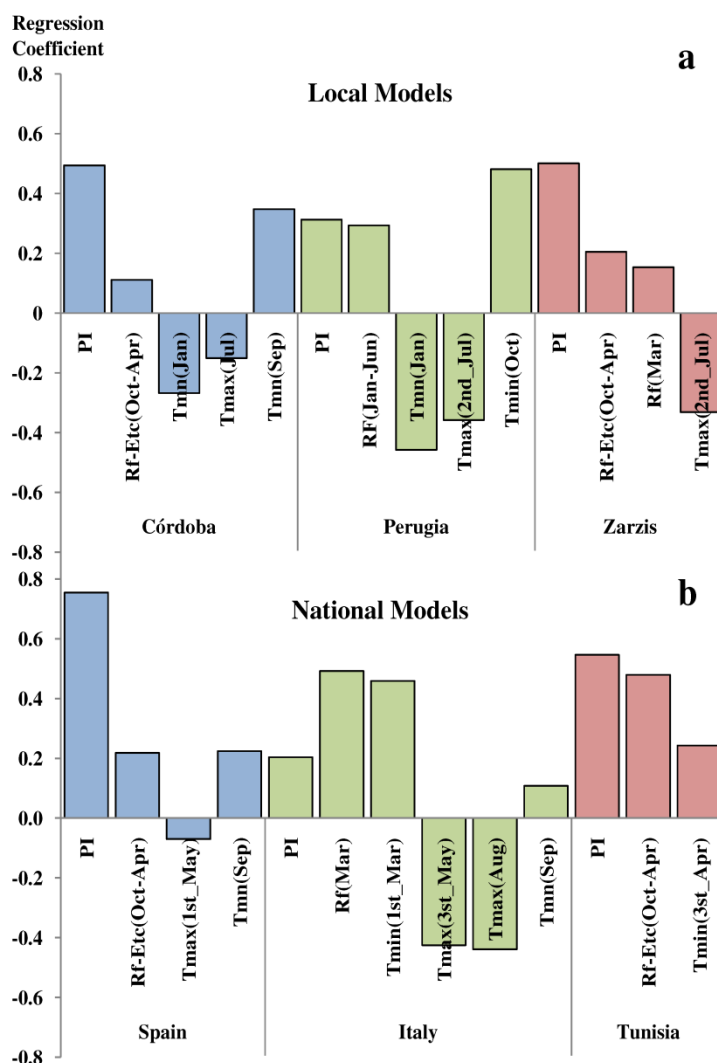 Regression
Coefficient
a
Local Models
0.8
0.6
0.4
0.2
0
-0.2
-0.4
-0.6
-0.8
PI
Rf-Etc(Oct-Apr)
Tmn(Jan)
Tmax(Jul)
Tmn(Sep)
PI
RF(Jan-Jun)
Tmn(Jan)
Tmax(2nd_Jul)
Tmin(Oct)
PI
Rf-Etc(Oct-Apr)
Rf(Mar)
Tmax(2nd_Jul)
Córdoba
Perugia
Zarzis
b
National Models
0.8
0.6
0.4
0.2
0.0
-0.2
-0.4
-0.6
-0.8
PI
Rf-Etc(Oct-Apr)
Tmax(1st_May)
Tmn(Sep)
PI
Rf(Mar)
Tmin(1st_Mar)
Tmax(3st_May)
Tmax(Aug)
Tmn(Sep)
PI
Rf-Etc(Oct-Apr)
Tmin(3st_Apr)
Spain
Italy
Tunisia